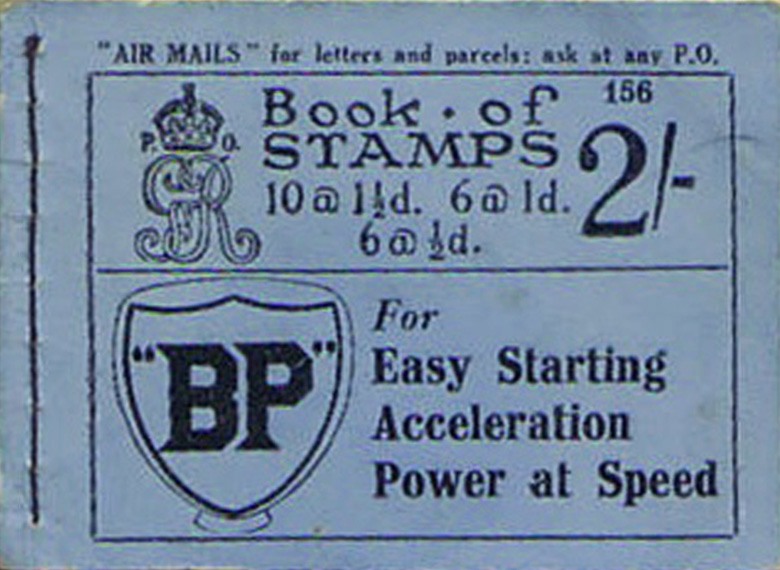 "AIR MAILS" for letters and parcels: ask at any P.O.
156
P. O.
GR
Book · of
STAMPS
2/-
10 @ 1½d. 6 @ 1d.
6 @ ½d.
"BP"
For
Easy Starting
Acceleration
Power at Speed